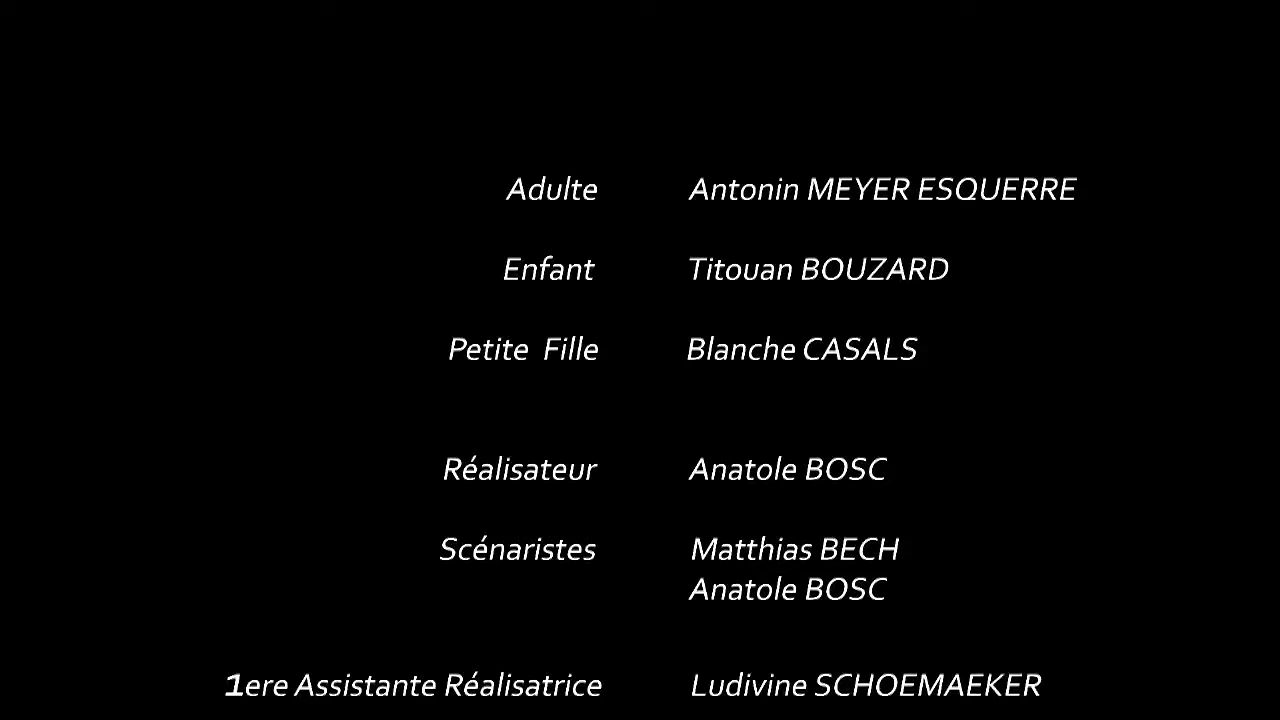 Adulte Antonin MEYER ESQUERRE
Enfant Titouan BOUZARD
Petite Fille Blanche CASALS
Réalisateur Anatole BOSC
Scénaristes Matthias BECH
Anatole BOSC
1ere Assistante Réalisatrice Ludivine SCHOEMAEKER